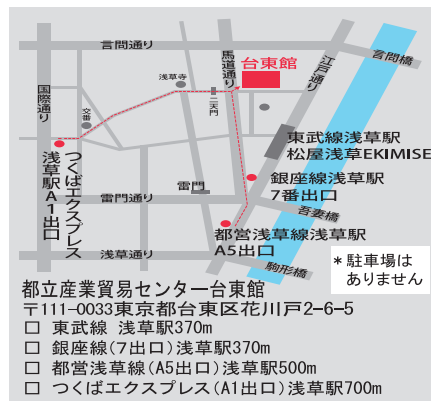 言問通り
馬道通り
江戸通り
言問橋
台東館
浅草寺
二天門
国際通り
交番
東武線浅草駅
松屋浅草EKIMISE
つくばエクスプレス
浅草駅A1出口
雷門
銀座線浅草駅
7番出口
雷門通り
吾妻橋
都営浅草線浅草駅
A5出口
浅草通り
駒形橋
*駐車場は
ありません
都立産業貿易センター台東館
〒111-0033東京都台東区花川戸2-6-5
□ 東武線 浅草駅370m
□ 銀座線(7出口)浅草駅370m
□ 都営浅草線(A5出口)浅草駅500m
□ つくばエクスプレス(A1出口)浅草駅700m